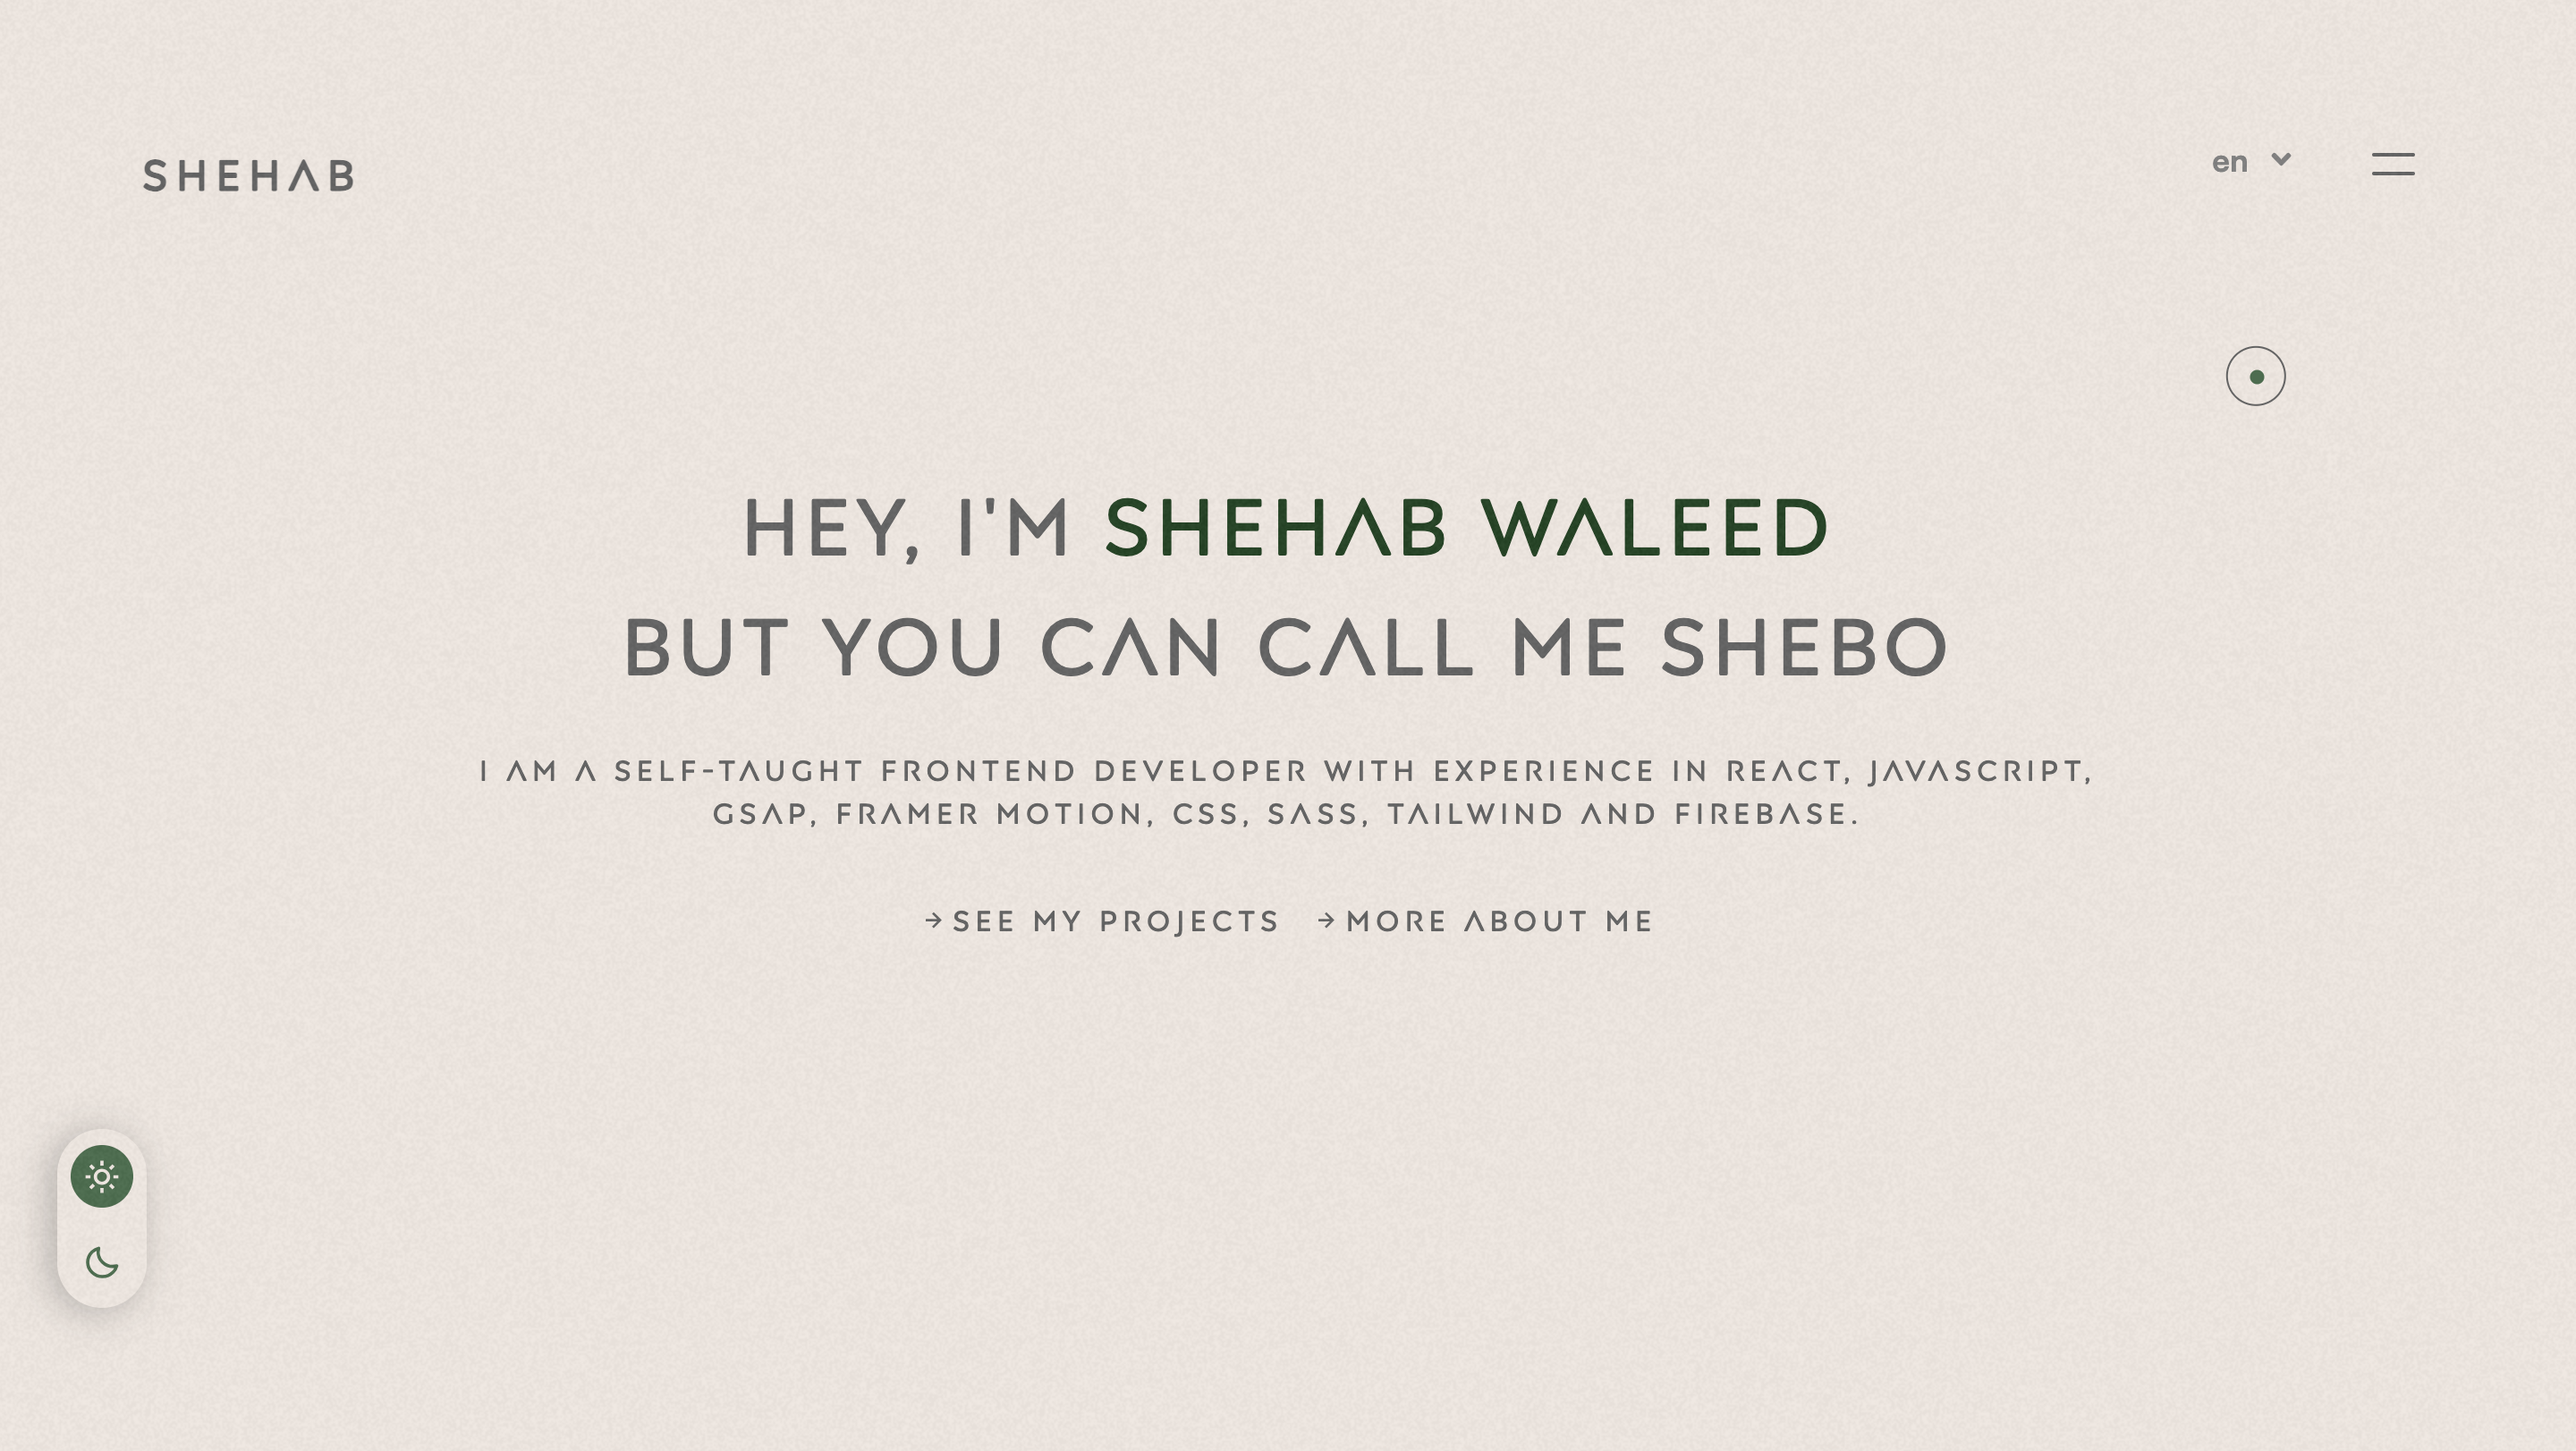 SHEHAB
en
HEY, I'M SHEHAB WALEED
BUT YOU CAN CALL ME SHEBO
I AM A SELF-TAUGHT FRONTEND DEVELOPER WITH EXPERIENCE IN REACT, JAVASCRIPT,
GSAP, FRAMER MOTION, CSS, SASS, TAILWIND AND FIREBASE.
→ SEE MY PROJECTS → MORE ABOUT ME